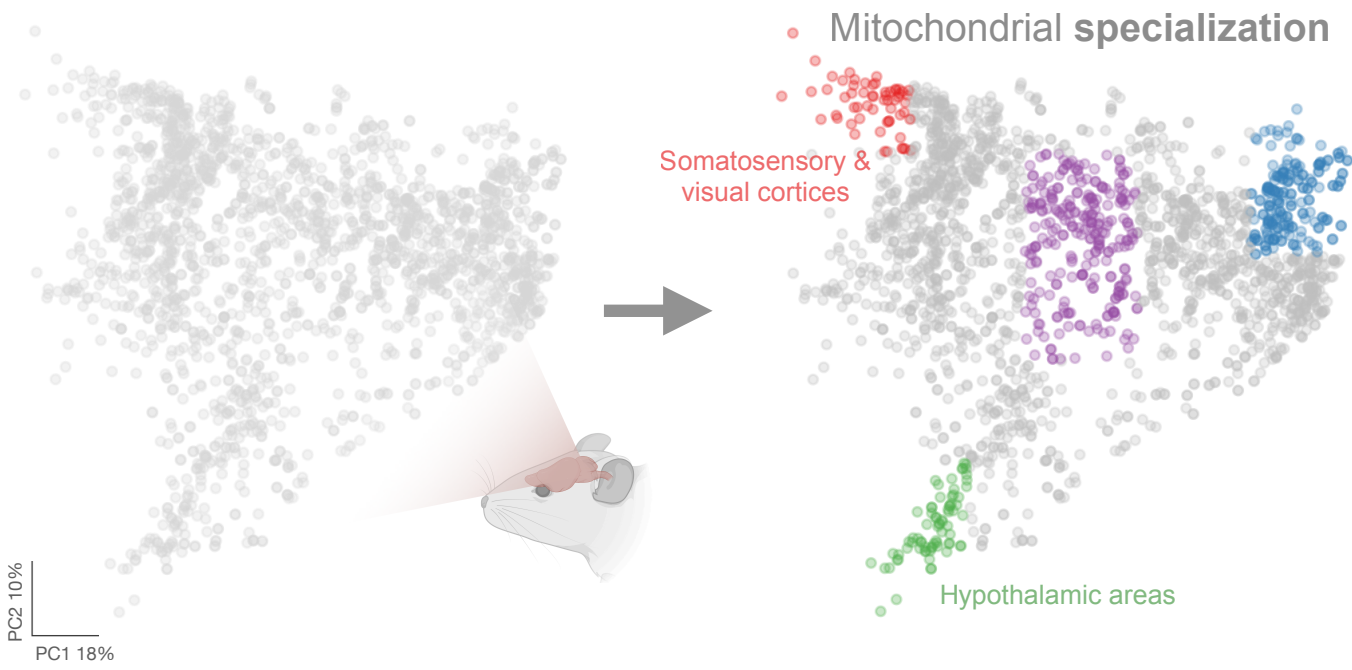 Mitochondrial specialization
Somatosensory &
visual cortices
Hypothalamic areas
PC2 10%
PC1 18%